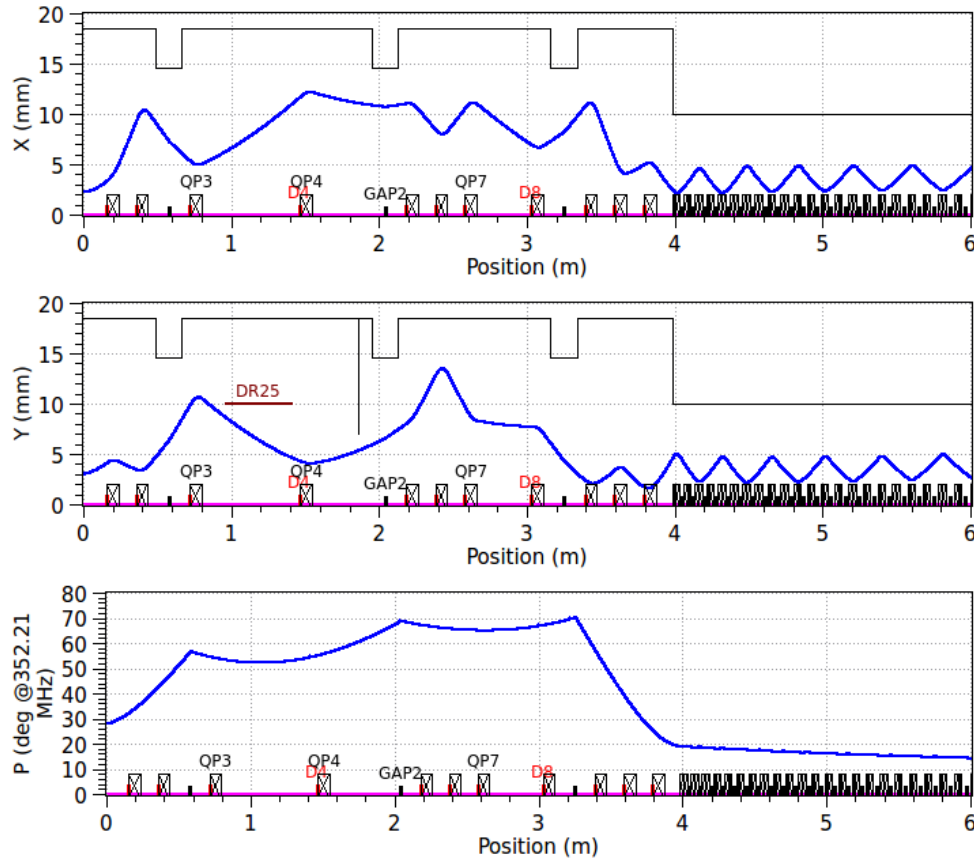 20
15
10
5
0
X (mm)
QP3
QP4
D4
GAP2
QP7
D8
0 1 2 3 4 5 6
Position (m)
20
15
10
5
0
Y (mm)
DR25
QP3
QP4
D4
GAP2
QP7
D8
0 1 2 3 4 5 6
Position (m)
80
70
60
50
40
30
20
10
0
P (deg @352.21
MHz)
QP3
QP4
D4
GAP2
QP7
D8
0 1 2 3 4 5 6
Position (m)